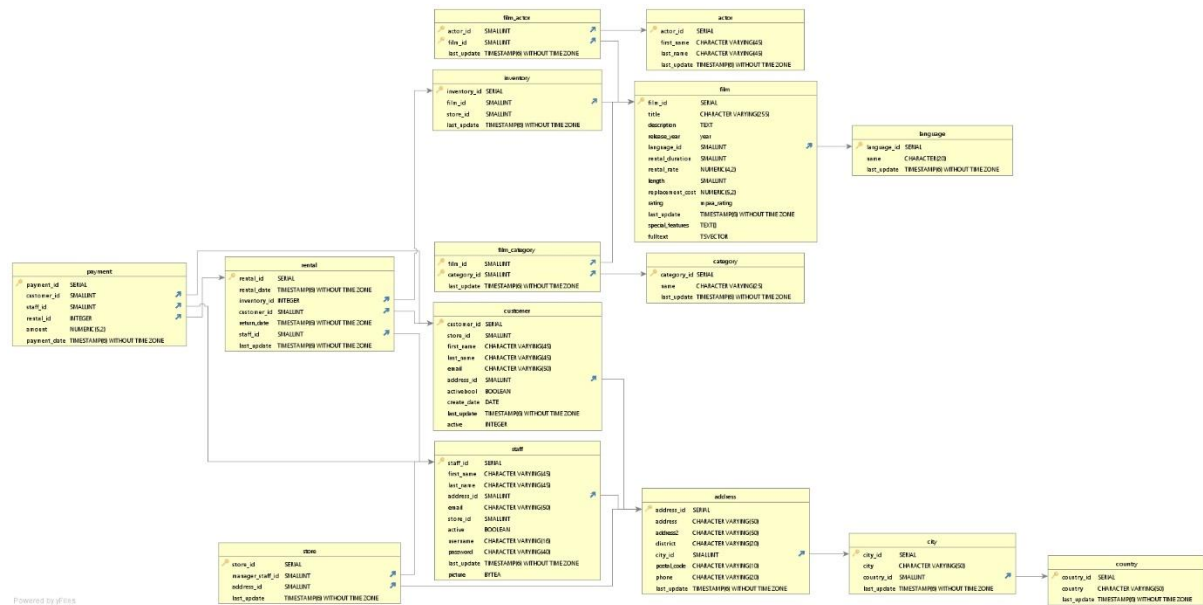 film_actor
actor_id SMALLINT
film_id SMALLINT
last_update TIMESTAMP(6) WITHOUT TIME ZONE
actor
actor_id SERIAL
first_name CHARACTER VARYING(45)
last_name CHARACTER VARYING(45)
last_update TIMESTAMP(6) WITHOUT TIME ZONE
inventory
inventory_id SERIAL
film_id SMALLINT
store_id SMALLINT
last_update TIMESTAMP(6) WITHOUT TIME ZONE
film
film_id SERIAL
title CHARACTER VARYING(255)
description TEXT
release_year year
language_id SMALLINT
rental_duration SMALLINT
rental_rate NUMERIC(4,2)
length SMALLINT
replacement_cost NUMERIC(5,2)
rating mpaa_rating
last_update TIMESTAMP(6) WITHOUT TIME ZONE
special_features TEXT[]
fulltext TSVECTOR
language
language_id SERIAL
name CHARACTER(20)
last_update TIMESTAMP(6) WITHOUT TIME ZONE
film_category
film_id SMALLINT
category_id SMALLINT
last_update TIMESTAMP(6) WITHOUT TIME ZONE
category
category_id SERIAL
name CHARACTER VARYING(25)
last_update TIMESTAMP(6) WITHOUT TIME ZONE
payment
payment_id SERIAL
customer_id SMALLINT
staff_id SMALLINT
rental_id INTEGER
amount NUMERIC(5,2)
payment_date TIMESTAMP(6) WITHOUT TIME ZONE
rental
rental_id SERIAL
rental_date TIMESTAMP(6) WITHOUT TIME ZONE
inventory_id INTEGER
customer_id SMALLINT
return_date TIMESTAMP(6) WITHOUT TIME ZONE
staff_id SMALLINT
last_update TIMESTAMP(6) WITHOUT TIME ZONE
customer
customer_id SERIAL
store_id SMALLINT
first_name CHARACTER VARYING(45)
last_name CHARACTER VARYING(45)
email CHARACTER VARYING(50)
address_id SMALLINT
activebool BOOLEAN
create_date DATE
last_update TIMESTAMP(6) WITHOUT TIME ZONE
active INTEGER
staff
staff_id SERIAL
first_name CHARACTER VARYING(45)
last_name CHARACTER VARYING(45)
address_id SMALLINT
email CHARACTER VARYING(50)
store_id SMALLINT
active BOOLEAN
username CHARACTER VARYING(16)
password CHARACTER VARYING(40)
last_update TIMESTAMP(6) WITHOUT TIME ZONE
picture BYTEA
store
store_id SERIAL
manager_staff_id SMALLINT
address_id SMALLINT
last_update TIMESTAMP(6) WITHOUT TIME ZONE
address
address_id SERIAL
address CHARACTER VARYING(50)
address2 CHARACTER VARYING(50)
district CHARACTER VARYING(20)
city_id SMALLINT
postal_code CHARACTER VARYING(10)
phone CHARACTER VARYING(20)
last_update TIMESTAMP(6) WITHOUT TIME ZONE
city
city_id SERIAL
city CHARACTER VARYING(50)
country_id SMALLINT
last_update TIMESTAMP(6) WITHOUT TIME ZONE
country
country_id SERIAL
country CHARACTER VARYING(50)
last_update TIMESTAMP(6) WITHOUT TIME ZONE
Powered by yFiles